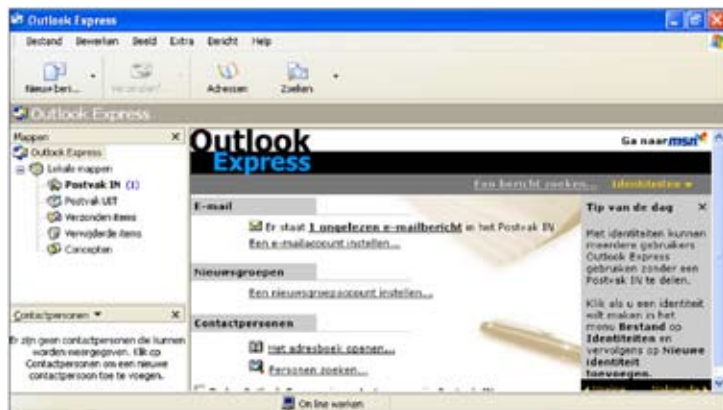 Outlook Express
Bestand Bewerken Beeld Extra Bericht Help
Nieuw beri... Verzenden/... Adressen Zoeken
Outlook Express
Mappen
Outlook Express
Lokale mappen
Postvak IN (1)
Postvak UIT
Verzonden items
Verwijderde items
Concepten
Contactpersonen
Er zijn geen contactpersonen die kunnen
worden weergegeven. Klik op
Contactpersonen om een nieuwe
contactpersoon toe te voegen.
Outlook
Express
Ga naar msn
Een bericht zoeken... Identiteiten
E-mail
Er staat 1 ongelezen e-mailbericht in het Postvak IN
Een e-mailaccount instellen...
Nieuwsgroepen
Een nieuwsgroepaccount instellen...
Contactpersonen
Het adresboek openen...
Personen zoeken...
Tip van de dag
Met identiteiten kunnen
meerdere gebruikers
Outlook Express
gebruiken zonder een
Postvak IN te delen.
Klik als u een identiteit
wilt maken in het
menu Bestand op
Identiteiten en
vervolgens op Nieuwe
identiteit
toevoegen.
On line werken